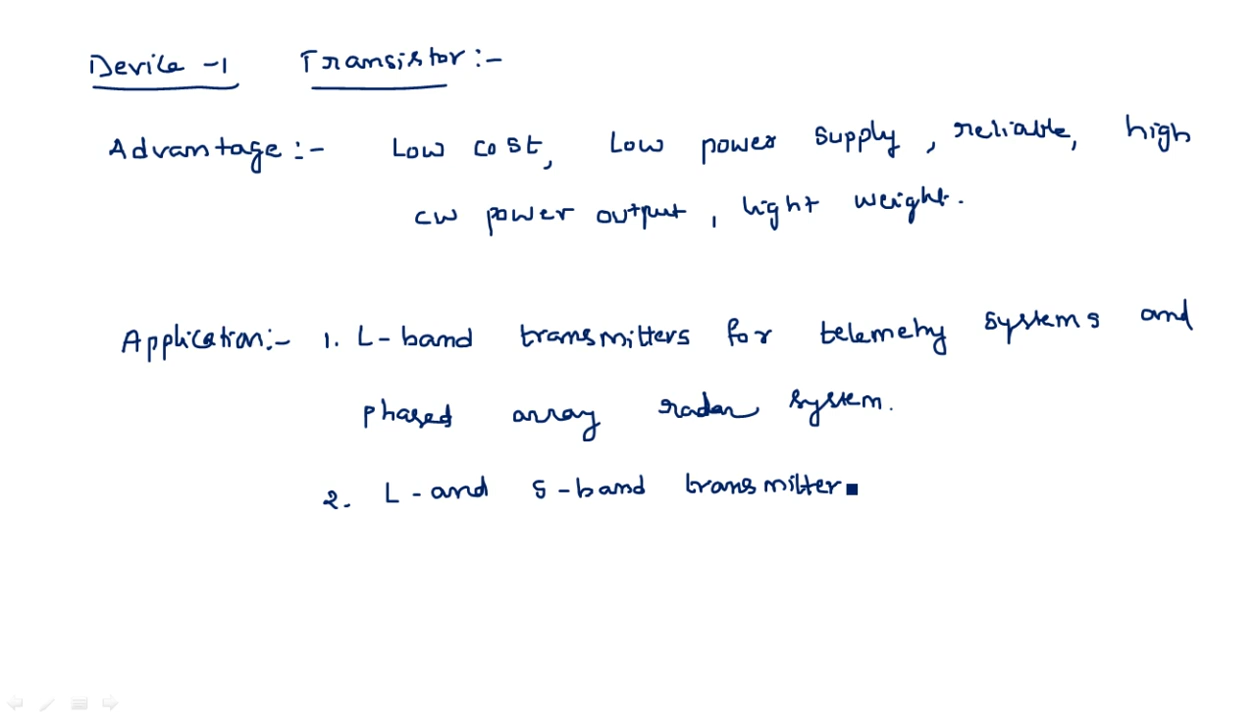 Device -1 Transistor :-
Advantage :- Low cost, Low power supply, reliable, high
cw power output, light weight.
Application:- 1. L-band transmitters for telemetry systems and
phased array radar system.
2. L-and S-band transmitter